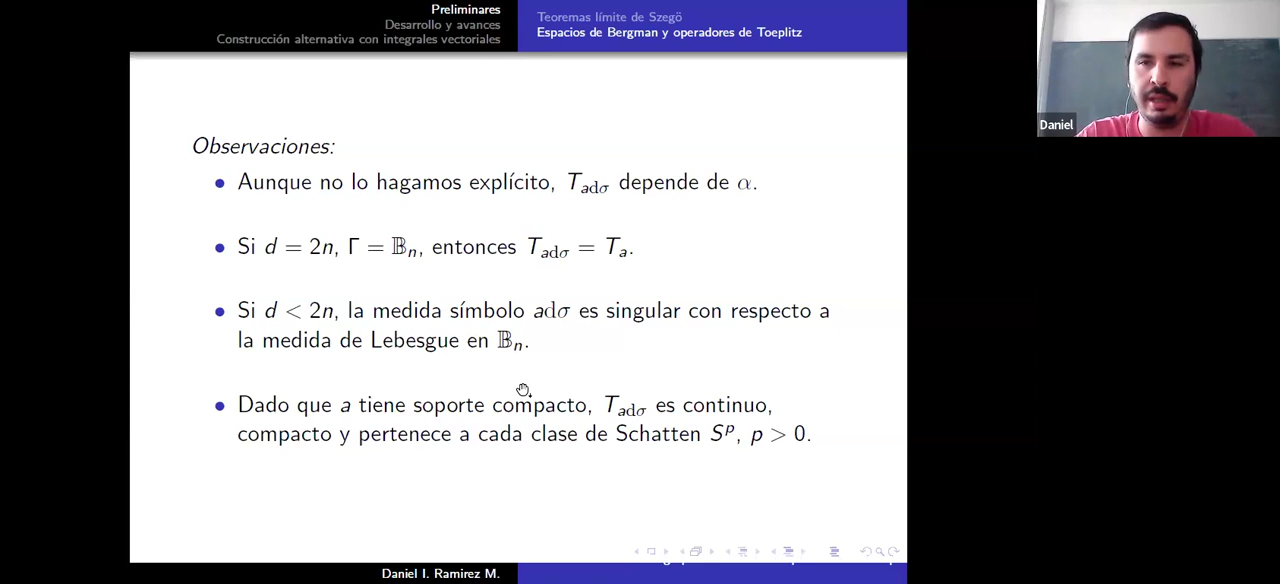 Preliminares
Desarrollo y avances
Construcción alternativa con integrales vectoriales
Teoremas límite de Szegö
Espacios de Bergman y operadores de Toeplitz
Daniel
Observaciones:
• Aunque no lo hagamos explícito, T_{adσ} depende de α.
• Si d = 2n, Γ = 𝔹_n, entonces T_{adσ} = T_a.
• Si d < 2n, la medida símbolo adσ es singular con respecto a
la medida de Lebesgue en 𝔹_n.
• Dado que a tiene soporte compacto, T_{adσ} es continuo,
compacto y pertenece a cada clase de Schatten S^p, p > 0.
Daniel I. Ramirez M.